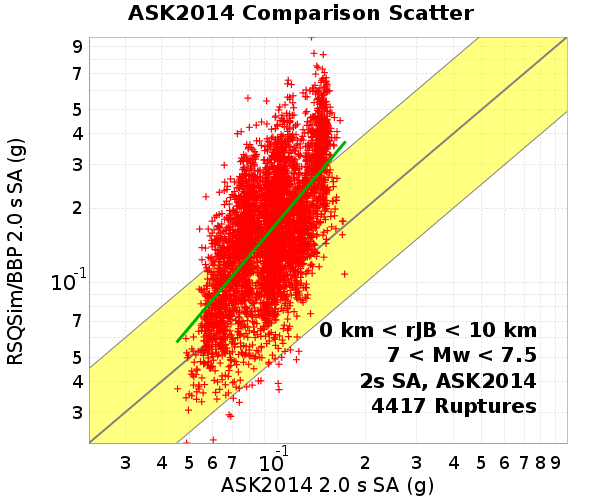 ASK2014 Comparison Scatter
RSQSim/BBP 2.0 s SA (g)
9
7
5
4
3
2
10-1
7
5
4
3
0 km < rJB < 10 km
7 < Mw < 7.5
2s SA, ASK2014
4417 Ruptures
3 4 5 6 7 10-1 2 3 4 5 6 7 8 9
ASK2014 2.0 s SA (g)